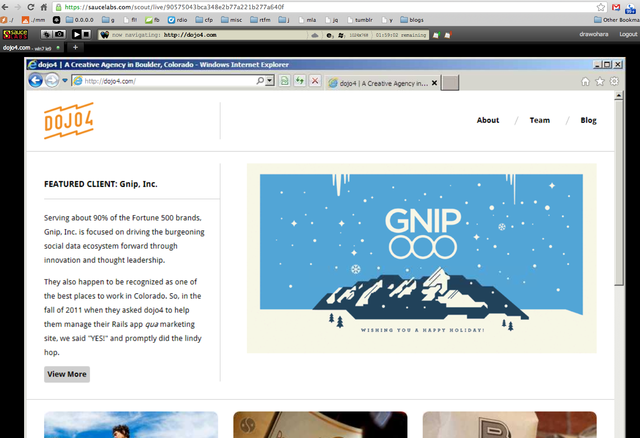 https://saucelabs.com/scout/live/90575043bca348e2b77a221b277a640f
/mm
0.0.0.0
fl
rdio
cfp
misc
rtfm
j
mla
jq
tumblr
y
blogs
Other Bookma
SAUCE LABS
now navigating: http://dojo4.com
1024x768
01:59:02 remaining
drawohara
Logout
dojo4.com - win7 ie9
dojo4 | A Creative Agency in Boulder, Colorado - Windows Internet Explorer
http://dojo4.com/
dojo4 | A Creative Agency in...
DOJO4
About / Team / Blog
FEATURED CLIENT: Gnip, Inc.
Serving about 90% of the Fortune 500 brands,
Gnip, Inc. is focused on driving the burgeoning
social data ecosystem forward through
innovation and thought leadership.
They also happen to be recognized as one of
the best places to work in Colorado. So, in the
fall of 2011 when they asked dojo4 to help
them manage their Rails app qua marketing
site, we said "YES!" and promptly did the lindy
hop.
View More
GNIP
WISHING YOU A HAPPY HOLIDAY!